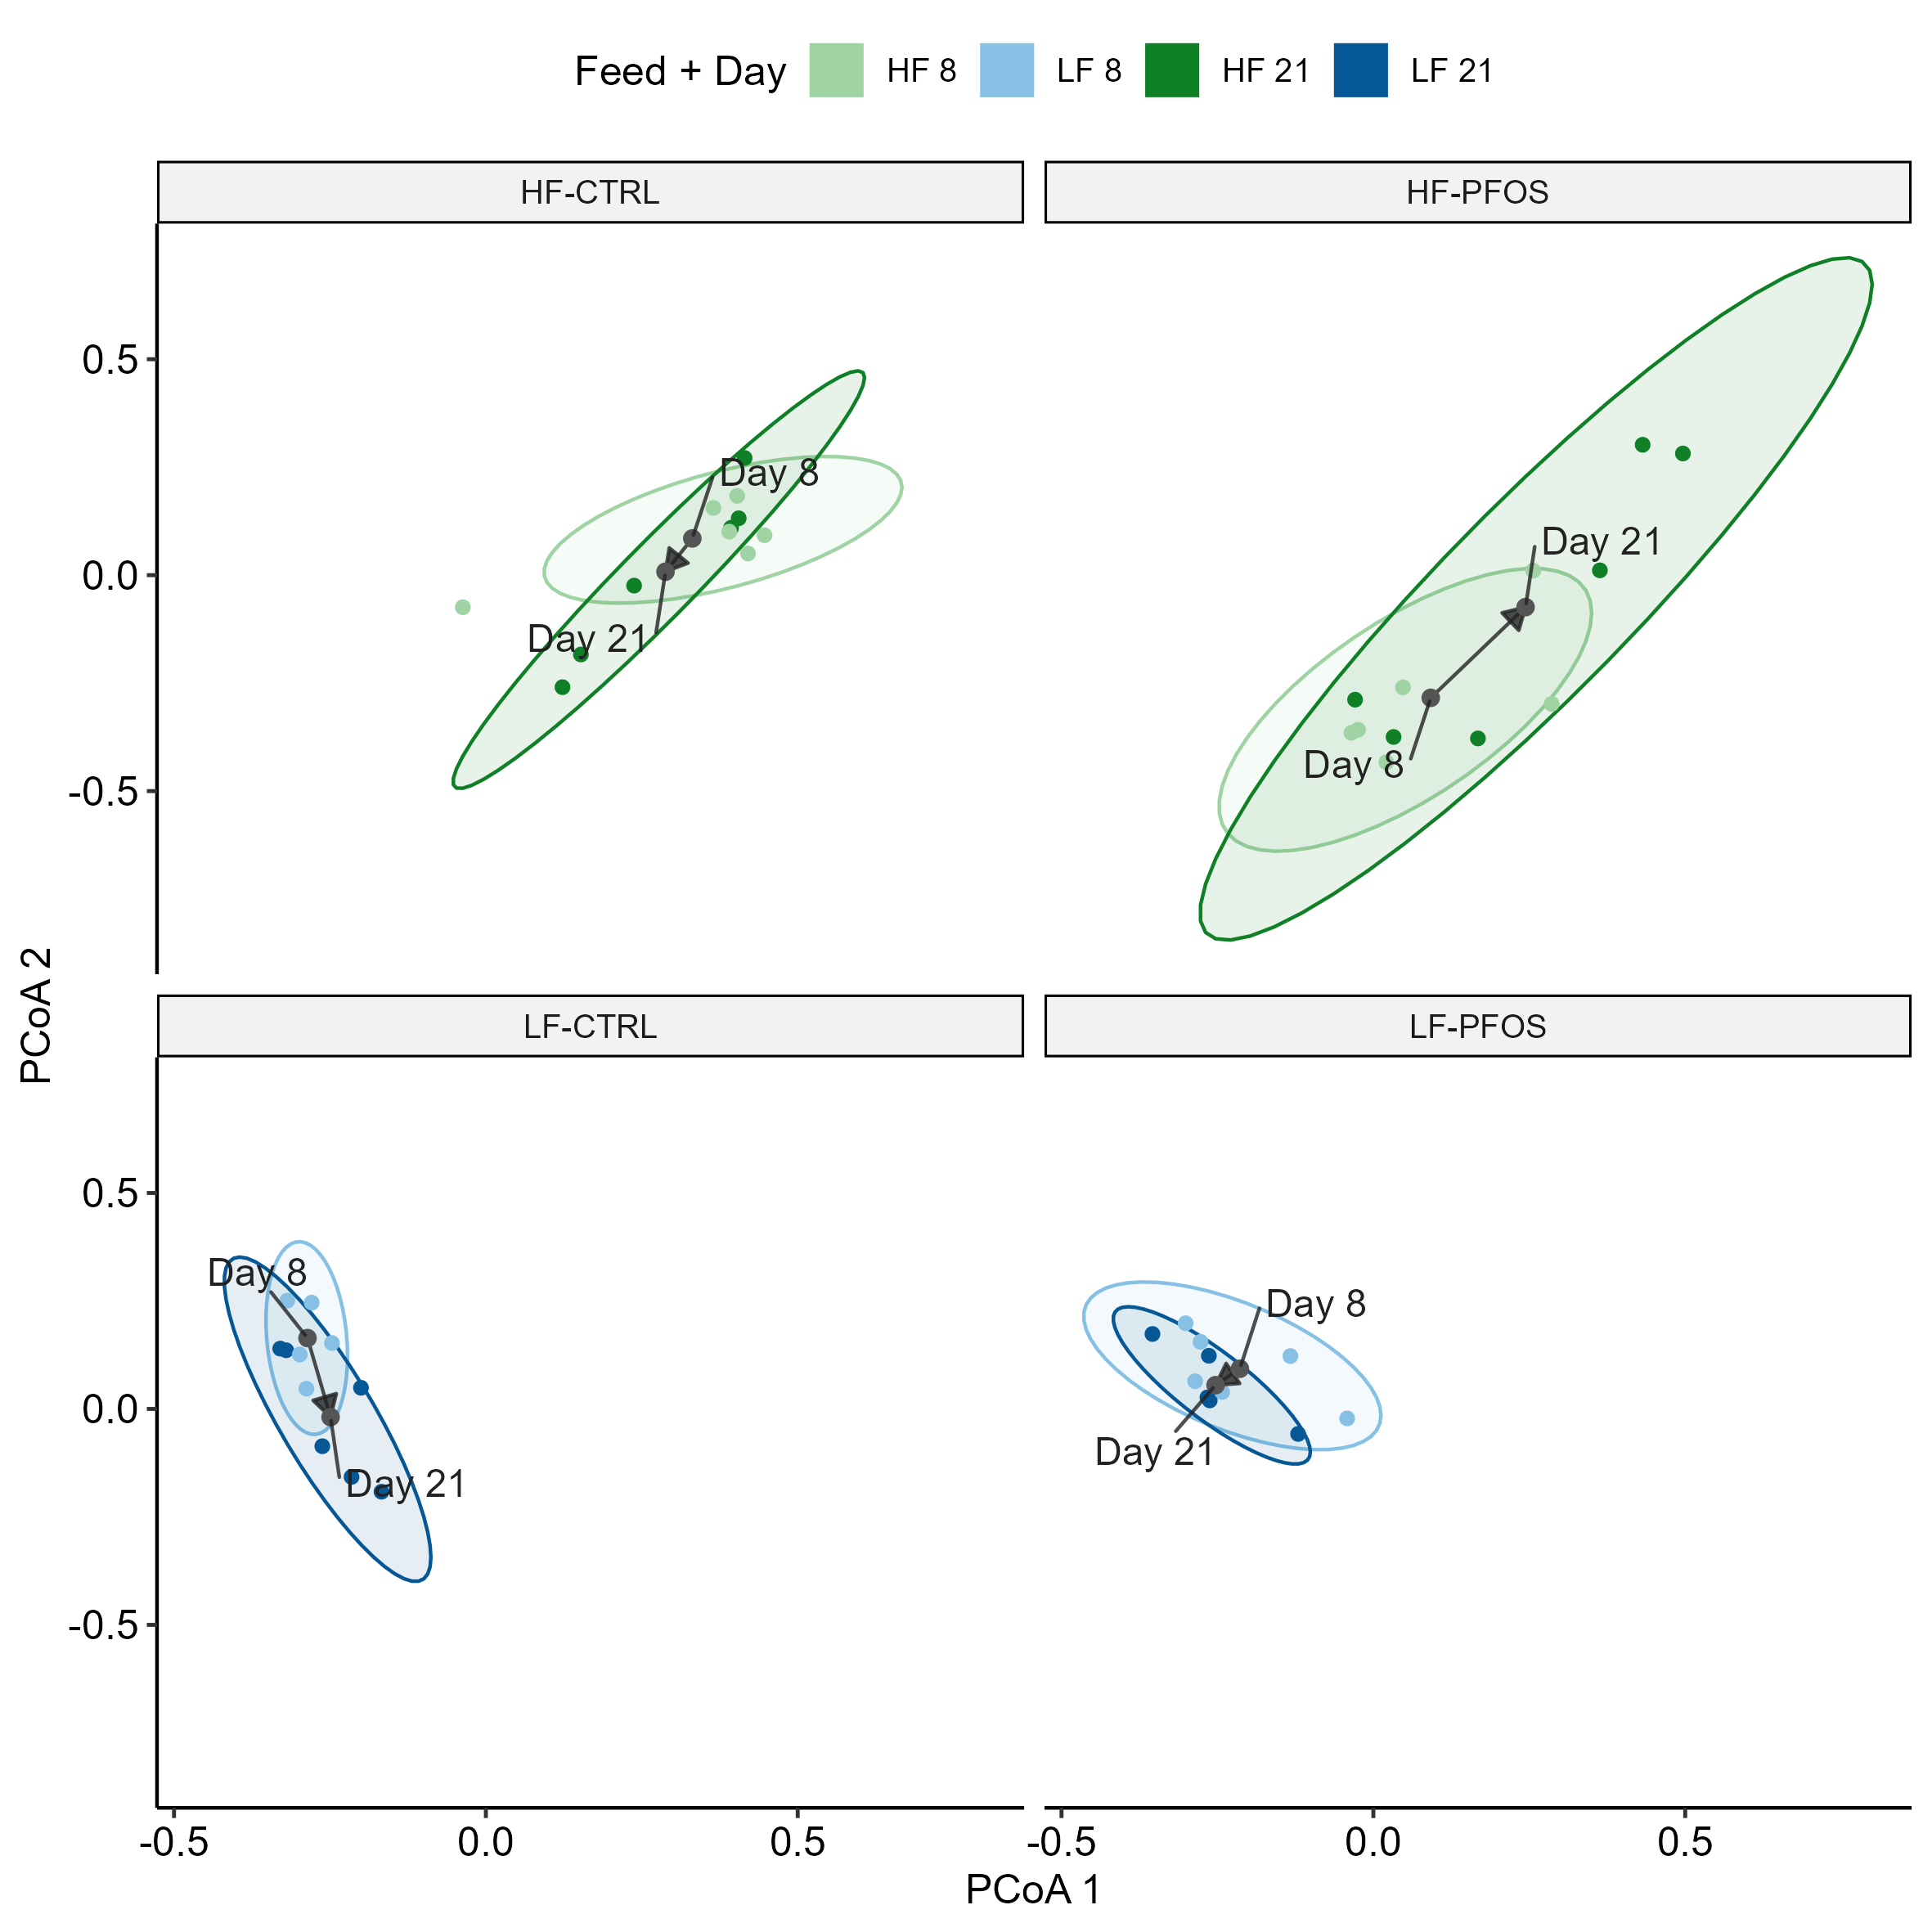 Feed + Day HF 8 LF 8 HF 21 LF 21
HF-CTRL
HF-PFOS
0.5
0.0
-0.5
Day 8
Day 21
Day 21
Day 8
PCoA 2
LF-CTRL
LF-PFOS
0.5
0.0
-0.5
Day 8
Day 21
Day 8
Day 21
-0.5 0.0 0.5
-0.5 0.0 0.5
PCoA 1